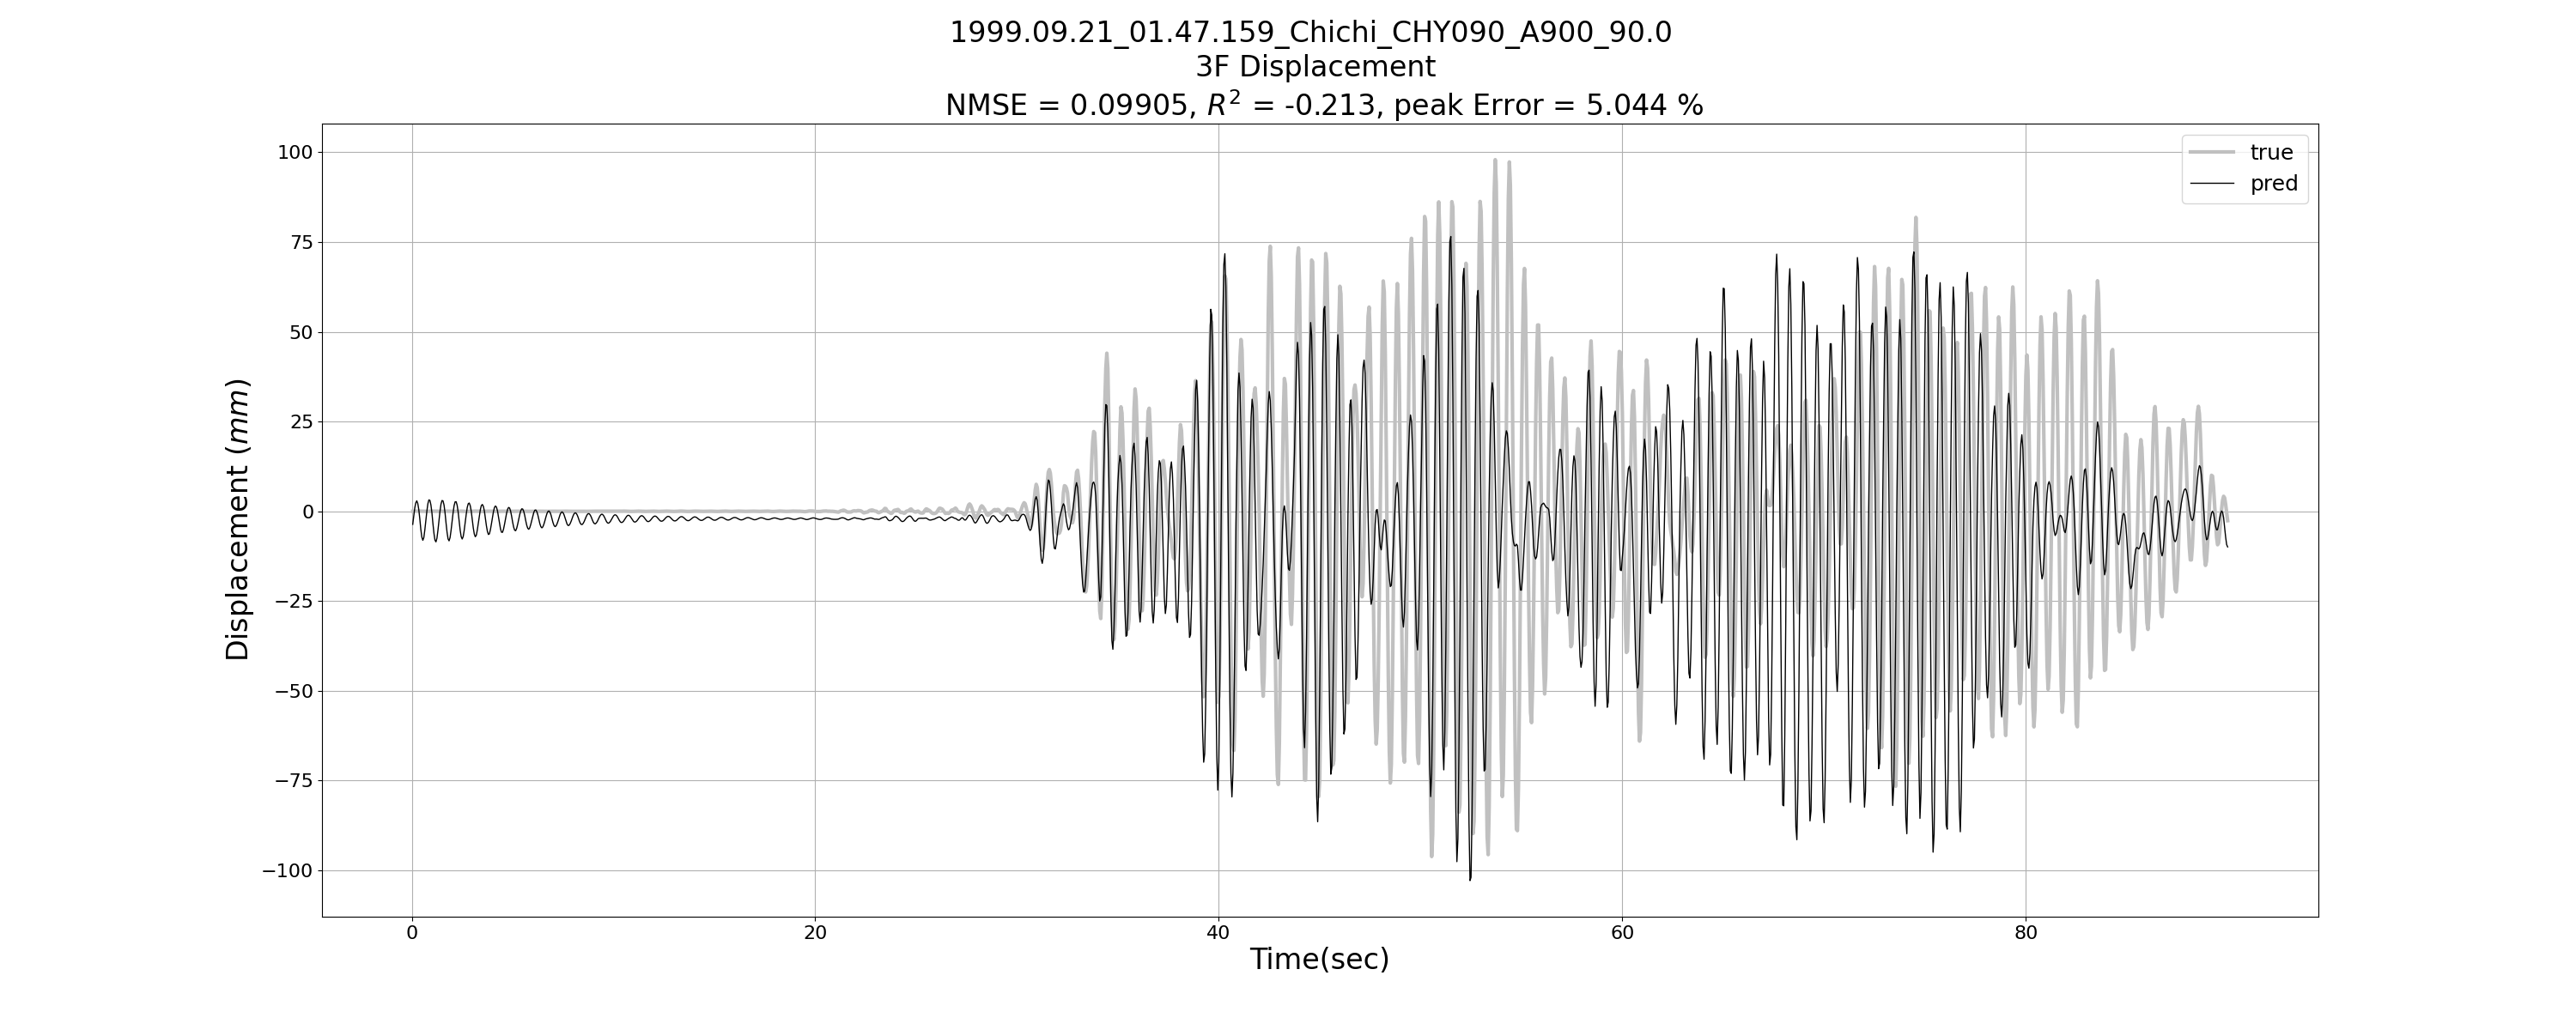 1999.09.21_01.47.159_Chichi_CHY090_A900_90.0
3F Displacement
NMSE = 0.09905, R² = -0.213, peak Error = 5.044 %
true
pred
100
75
50
25
0
−25
−50
−75
−100
Displacement (mm)
0 20 40 60 80
Time(sec)